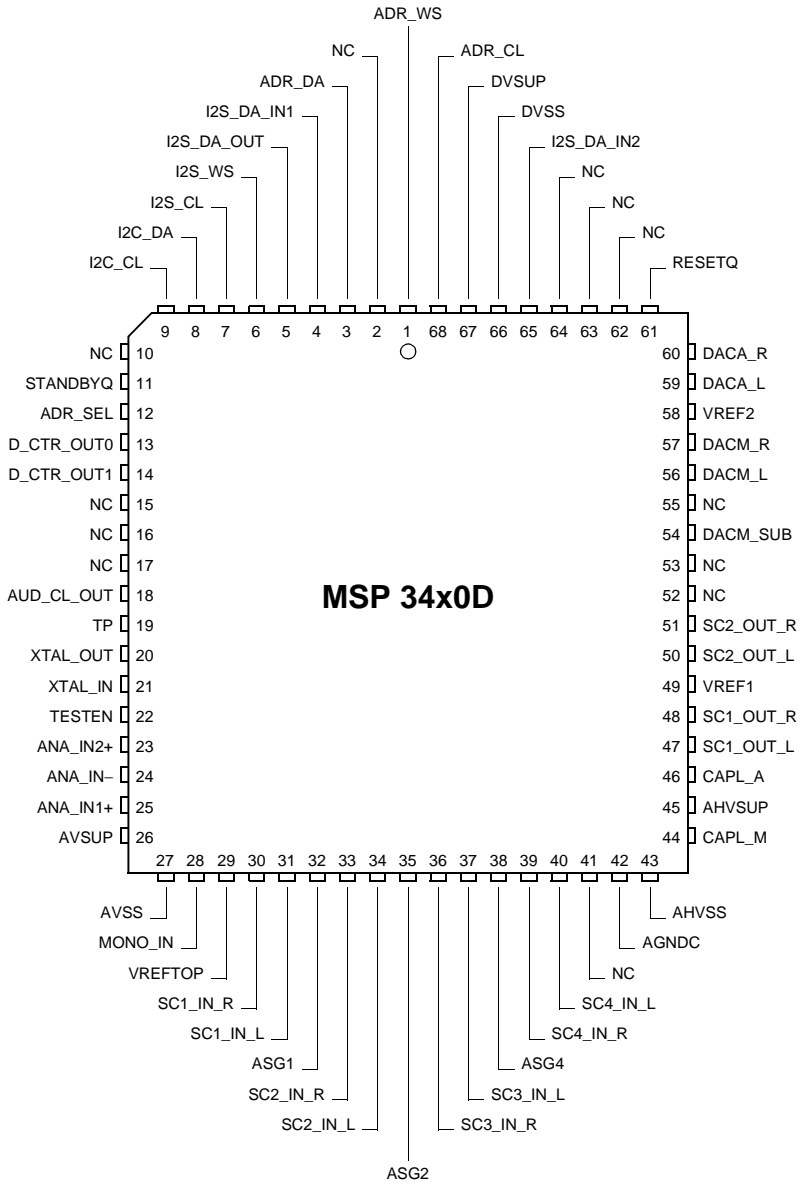 ADR_WS
NC
ADR_CL
ADR_DA
DVSUP
I2S_DA_IN1
DVSS
I2S_DA_OUT
I2S_DA_IN2
I2S_WS
NC
I2S_CL
NC
I2C_DA
NC
I2C_CL
RESETQ
9 8 7 6 5 4 3 2 1 68 67 66 65 64 63 62 61
NC 10
60 DACA_R
STANDBYQ 11
59 DACA_L
ADR_SEL 12
58 VREF2
D_CTR_OUT0 13
57 DACM_R
D_CTR_OUT1 14
56 DACM_L
NC 15
55 NC
NC 16
54 DACM_SUB
NC 17
53 NC
AUD_CL_OUT 18
52 NC
MSP 34x0D
TP 19
51 SC2_OUT_R
XTAL_OUT 20
50 SC2_OUT_L
XTAL_IN 21
49 VREF1
TESTEN 22
48 SC1_OUT_R
ANA_IN2+ 23
47 SC1_OUT_L
ANA_IN− 24
46 CAPL_A
ANA_IN1+ 25
45 AHVSUP
AVSUP 26
44 CAPL_M
27 28 29 30 31 32 33 34 35 36 37 38 39 40 41 42 43
AVSS
AHVSS
MONO_IN
AGNDC
VREFTOP
NC
SC1_IN_R
SC4_IN_L
SC1_IN_L
SC4_IN_R
ASG1
ASG4
SC2_IN_R
SC3_IN_L
SC2_IN_L
SC3_IN_R
ASG2